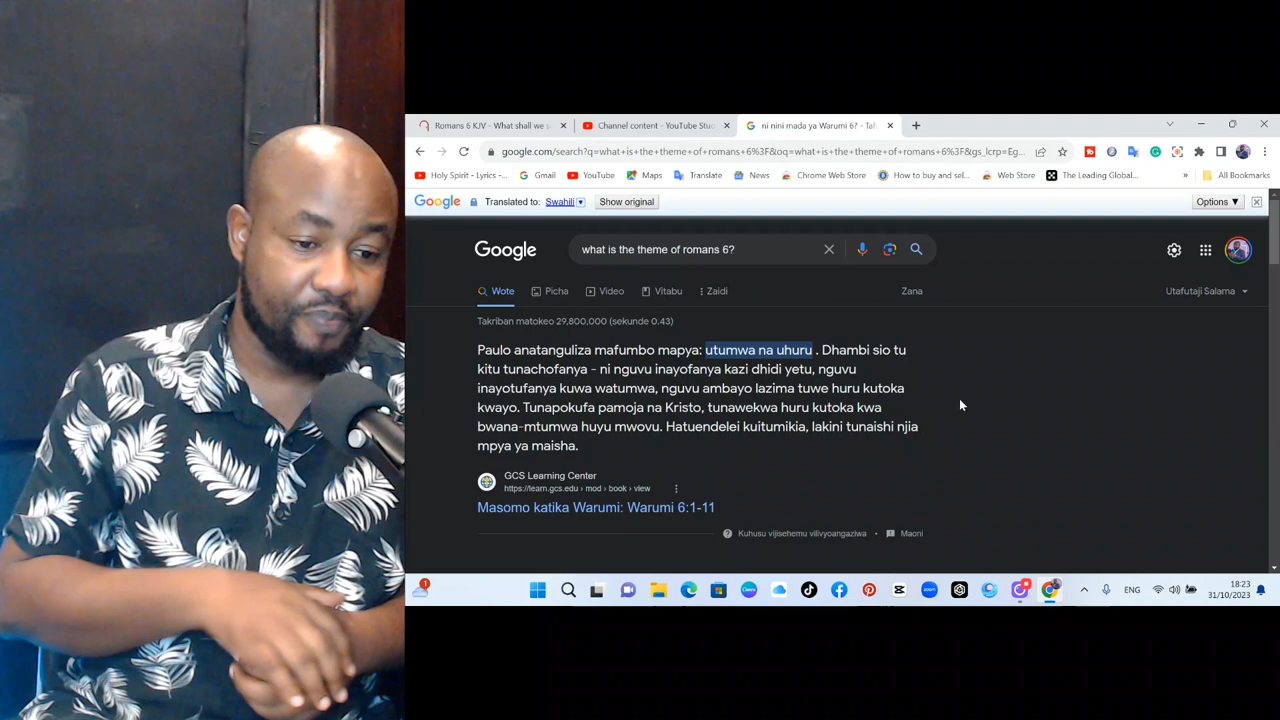 Romans 6 KJV - What shall we s
Channel content - YouTube Stu
ni nini mada ya Warumi 6? - Taf
google.com/search?q=what+is+the+theme+of+romans+6%3F&oq=what+is+the+theme+of+romans+6%3F&gs_lcrp=Eg...
Holy Spirit - Lyrics -...
Gmail
YouTube
Maps
Translate
News
Chrome Web Store
How to buy and sel...
Web Store
The Leading Global...
»
All Bookmarks
Google Translated to: Swahili Show original Options ▼
Google what is the theme of romans 6?
Wote Picha Video Vitabu Zaidi Zana Utafutaji Salama
Takriban matokeo 29,800,000 (sekunde 0.43)
Paulo anatanguliza mafumbo mapya: utumwa na uhuru . Dhambi sio tu
kitu tunachofanya - ni nguvu inayofanya kazi dhidi yetu, nguvu
inayotufanya kuwa watumwa, nguvu ambayo lazima tuwe huru kutoka
kwayo. Tunapokufa pamoja na Kristo, tunawekwa huru kutoka kwa
bwana-mtumwa huyu mwovu. Hatuendelei kuitumikia, lakini tunaishi njia
mpya ya maisha.
GCS Learning Center
https://learn.gcs.edu › mod › book › view
Masomo katika Warumi: Warumi 6:1-11
Kuhusu vijisehemu vilivyoangaziwa • Maoni
1
Canva
zoom
ENG
18:23
31/10/2023